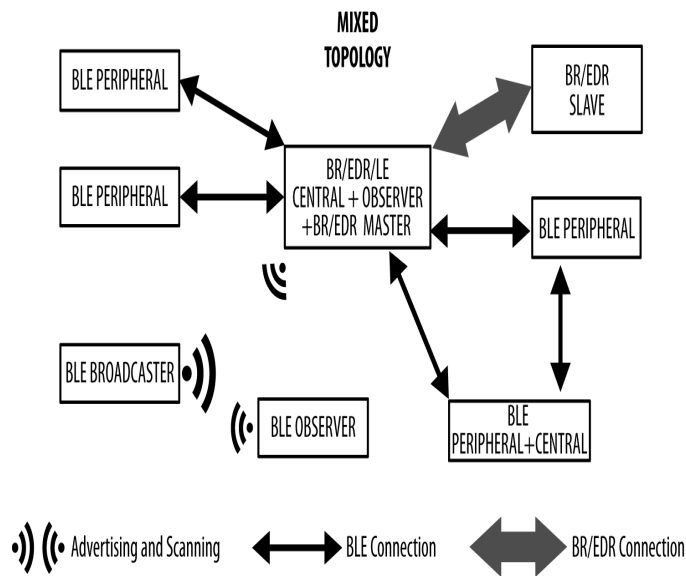 MIXED
TOPOLOGY
BLE PERIPHERAL
BR/EDR
SLAVE
BR/EDR/LE
CENTRAL + OBSERVER
+BR/EDR MASTER
BLE PERIPHERAL
BLE PERIPHERAL
BLE BROADCASTER
BLE OBSERVER
BLE
PERIPHERAL+CENTRAL
Advertising and Scanning
BLE Connection
BR/EDR Connection